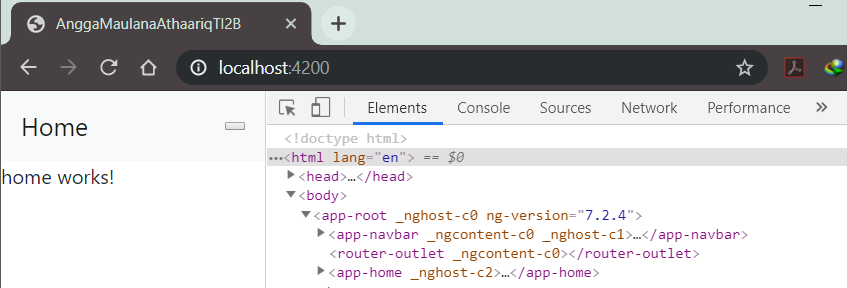 AnggaMaulanaAthaariqTI2B
localhost:4200
Home
home works!
Elements Console Sources Network Performance »
<!doctype html>
…<html lang="en"> == $0
<head>…</head>
<body>
<app-root _nghost-c0 ng-version="7.2.4">
<app-navbar _ngcontent-c0 _nghost-c1>…</app-navbar>
<router-outlet _ngcontent-c0></router-outlet>
<app-home _nghost-c2>…</app-home>